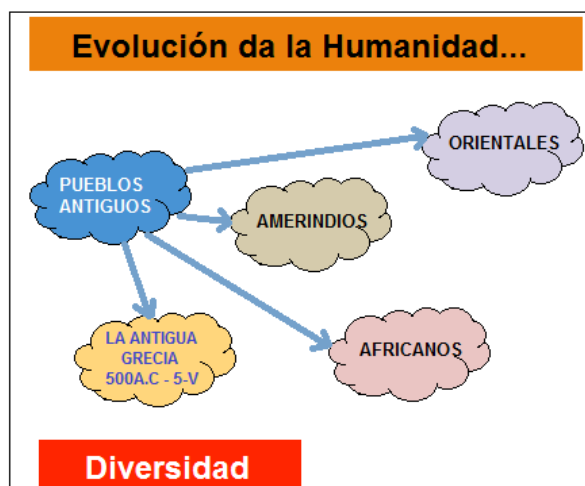 Evolución da la Humanidad...
ORIENTALES
PUEBLOS
ANTIGUOS
AMERINDIOS
LA ANTIGUA
GRECIA
500A.C - 5-V
AFRICANOS
Diversidad